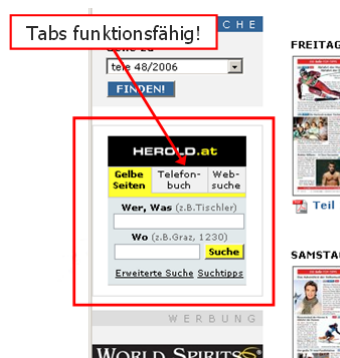 CHE
Tabs funktionsfähig!
tele 48/2006
FINDEN!
HEROLD.at
Gelbe Seiten
Telefon-buch
Web-suche
Wer, Was (z.B.Tischler)
Wo (z.B.Graz, 1230)
Suche
Erweiterte Suche Suchtipps
WERBUNG
WORLD SPIRITS
FREITAG
Teil
SAMSTA